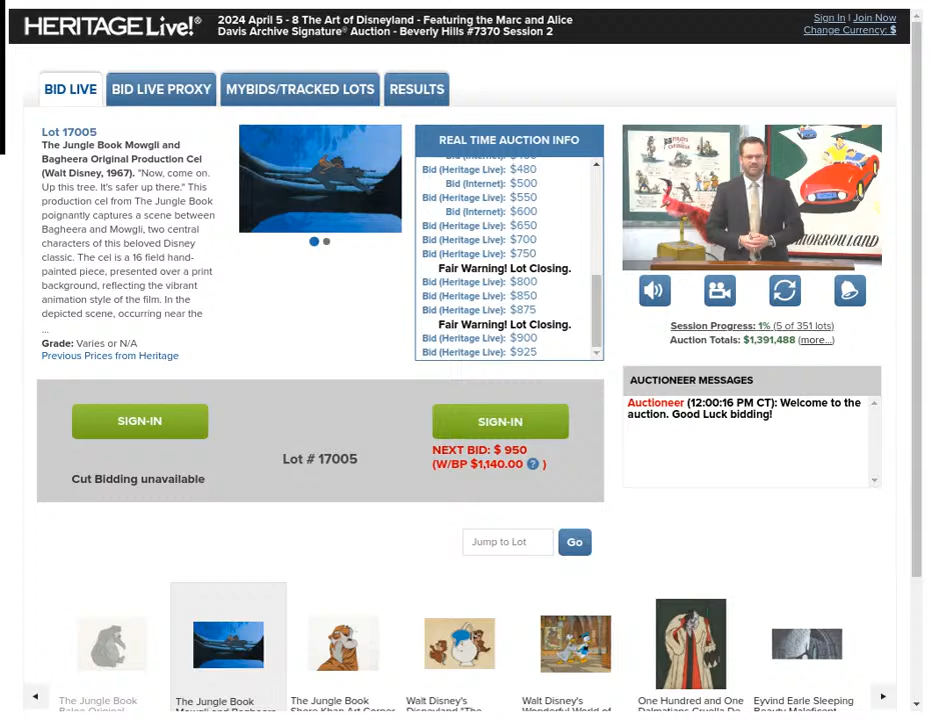 HERITAGE Live!®
2024 April 5 - 8 The Art of Disneyland - Featuring the Marc and Alice
Davis Archive Signature® Auction - Beverly Hills #7370 Session 2
Sign In | Join Now
Change Currency: $
BID LIVE
BID LIVE PROXY
MYBIDS/TRACKED LOTS
RESULTS
Lot 17005
The Jungle Book Mowgli and
Bagheera Original Production Cel
(Walt Disney, 1967). "Now, come on.
Up this tree. It's safer up there." This
production cel from The Jungle Book
poignantly captures a scene between
Bagheera and Mowgli, two central
characters of this beloved Disney
classic. The cel is a 16 field hand-
painted piece, presented over a print
background, reflecting the vibrant
animation style of the film. In the
depicted scene, occurring near the
...
Grade: Varies or N/A
Previous Prices from Heritage
REAL TIME AUCTION INFO
Bid (Heritage Live): $480
Bid (Internet): $500
Bid (Heritage Live): $550
Bid (Internet): $600
Bid (Heritage Live): $650
Bid (Heritage Live): $700
Bid (Heritage Live): $750
Fair Warning! Lot Closing.
Bid (Heritage Live): $800
Bid (Heritage Live): $850
Bid (Heritage Live): $875
Fair Warning! Lot Closing.
Bid (Heritage Live): $900
Bid (Heritage Live): $925
Session Progress: 1% (5 of 351 lots)
Auction Totals: $1,391,488 (more...)
AUCTIONEER MESSAGES
Auctioneer (12:00:16 PM CT): Welcome to the
auction. Good Luck bidding!
SIGN-IN
Cut Bidding unavailable
Lot # 17005
SIGN-IN
NEXT BID: $ 950
(W/BP $1,140.00 ? )
Jump to Lot
Go
The Jungle Book
The Jungle Book
The Jungle Book
Walt Disney's
Walt Disney's
One Hundred and One
Eyvind Earle Sleeping